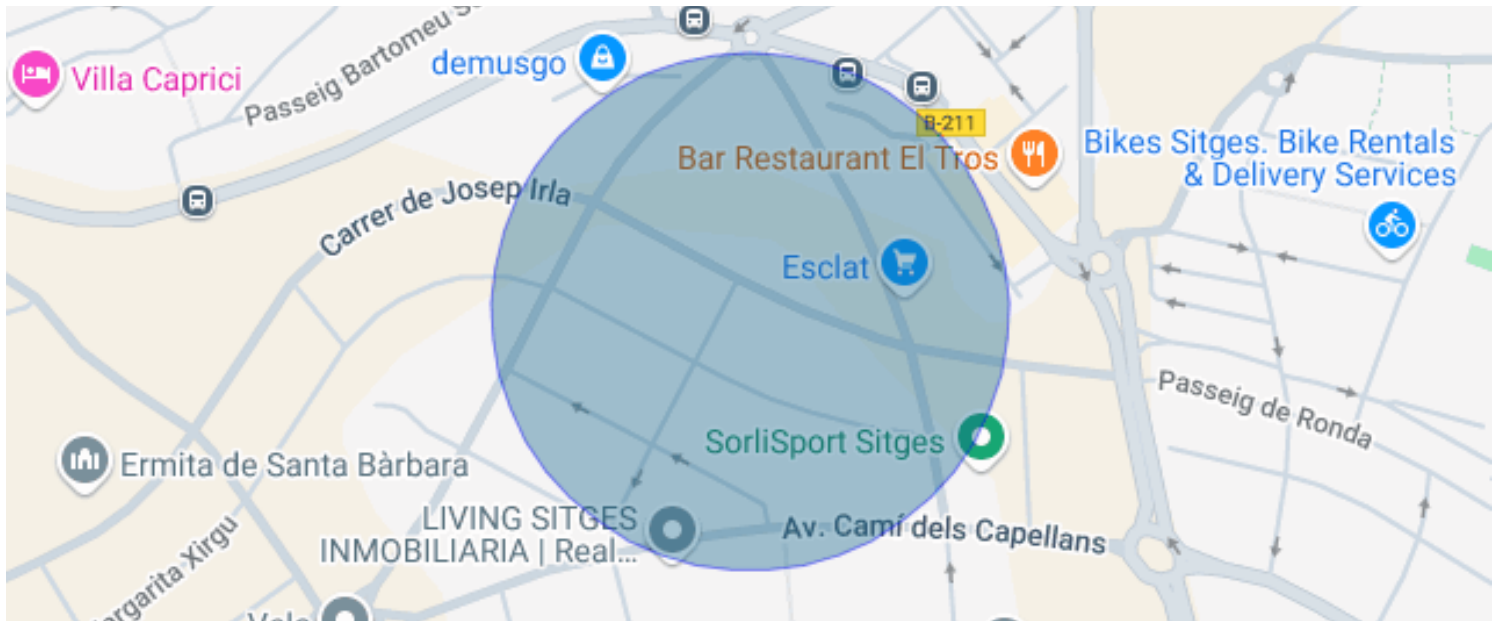 Passeig Bartomeu
demusgo
Villa Caprici
B-211
Bar Restaurant El Tros
Bikes Sitges. Bike Rentals
& Delivery Services
Carrer de Josep Irla
Esclat
Passeig de Ronda
SorliSport Sitges
Ermita de Santa Bàrbara
LIVING SITGES
INMOBILIARIA | Real...
Av. Camí dels Capellans
Xirgu